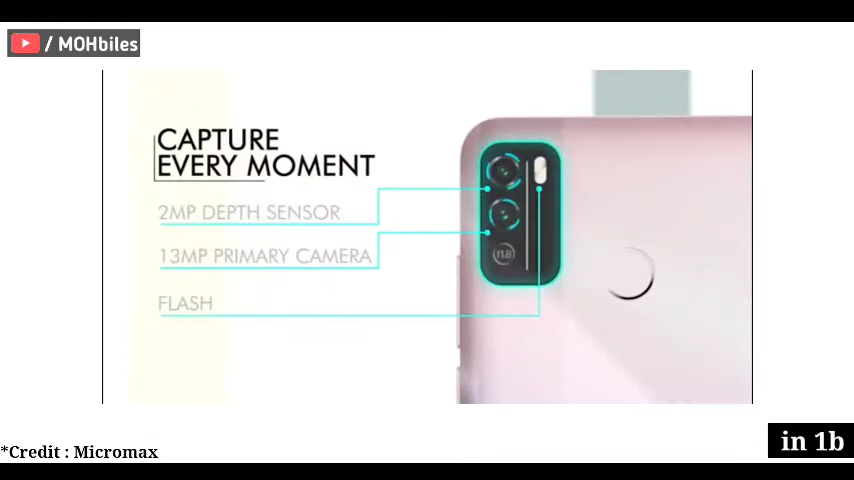 / MOHbiles
CAPTURE
EVERY MOMENT
2MP DEPTH SENSOR
13MP PRIMARY CAMERA
FLASH
*Credit : Micromax
in 1b